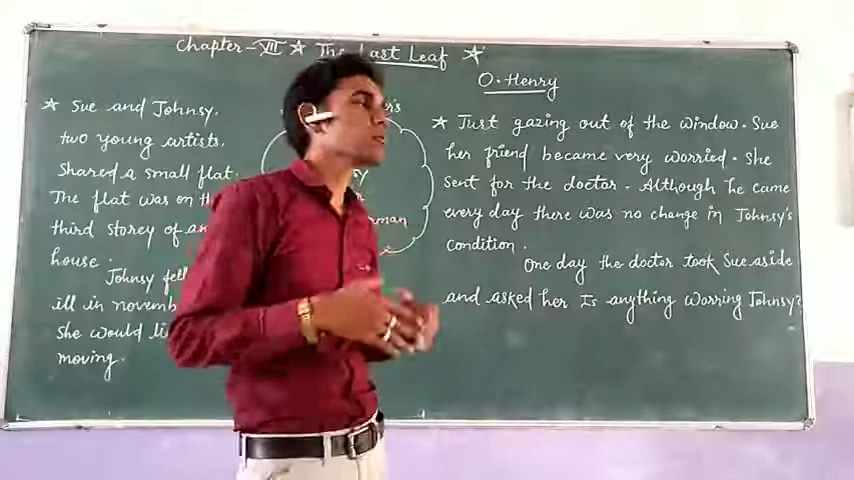 Chapter-VII ☆ The Last Leaf ☆
O. Henry
☆ Sue and Johnsy.
two young artists.
Shared a small flat.
The flat was on
third storey of
house.
Johnsy fell
ill in
She would
moving.
☆ Just gazing out of the window. Sue
her friend became very worried. She
sent for the doctor. Although he came
every day there was no change in Johnsy's
condition.
One day the doctor took Sue aside
and asked her Is anything worring Johnsy?